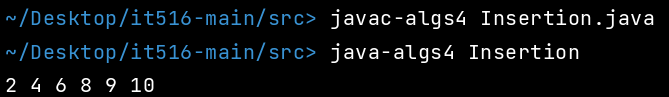 ~/Desktop/it516-main/src> javac-algs4 Insertion.java
~/Desktop/it516-main/src> java-algs4 Insertion
2 4 6 8 9 10